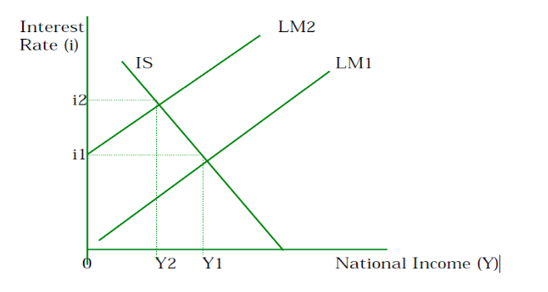 Interest
Rate (i)
LM2
IS
LM1
i2
i1
0
Y2
Y1
National Income (Y)